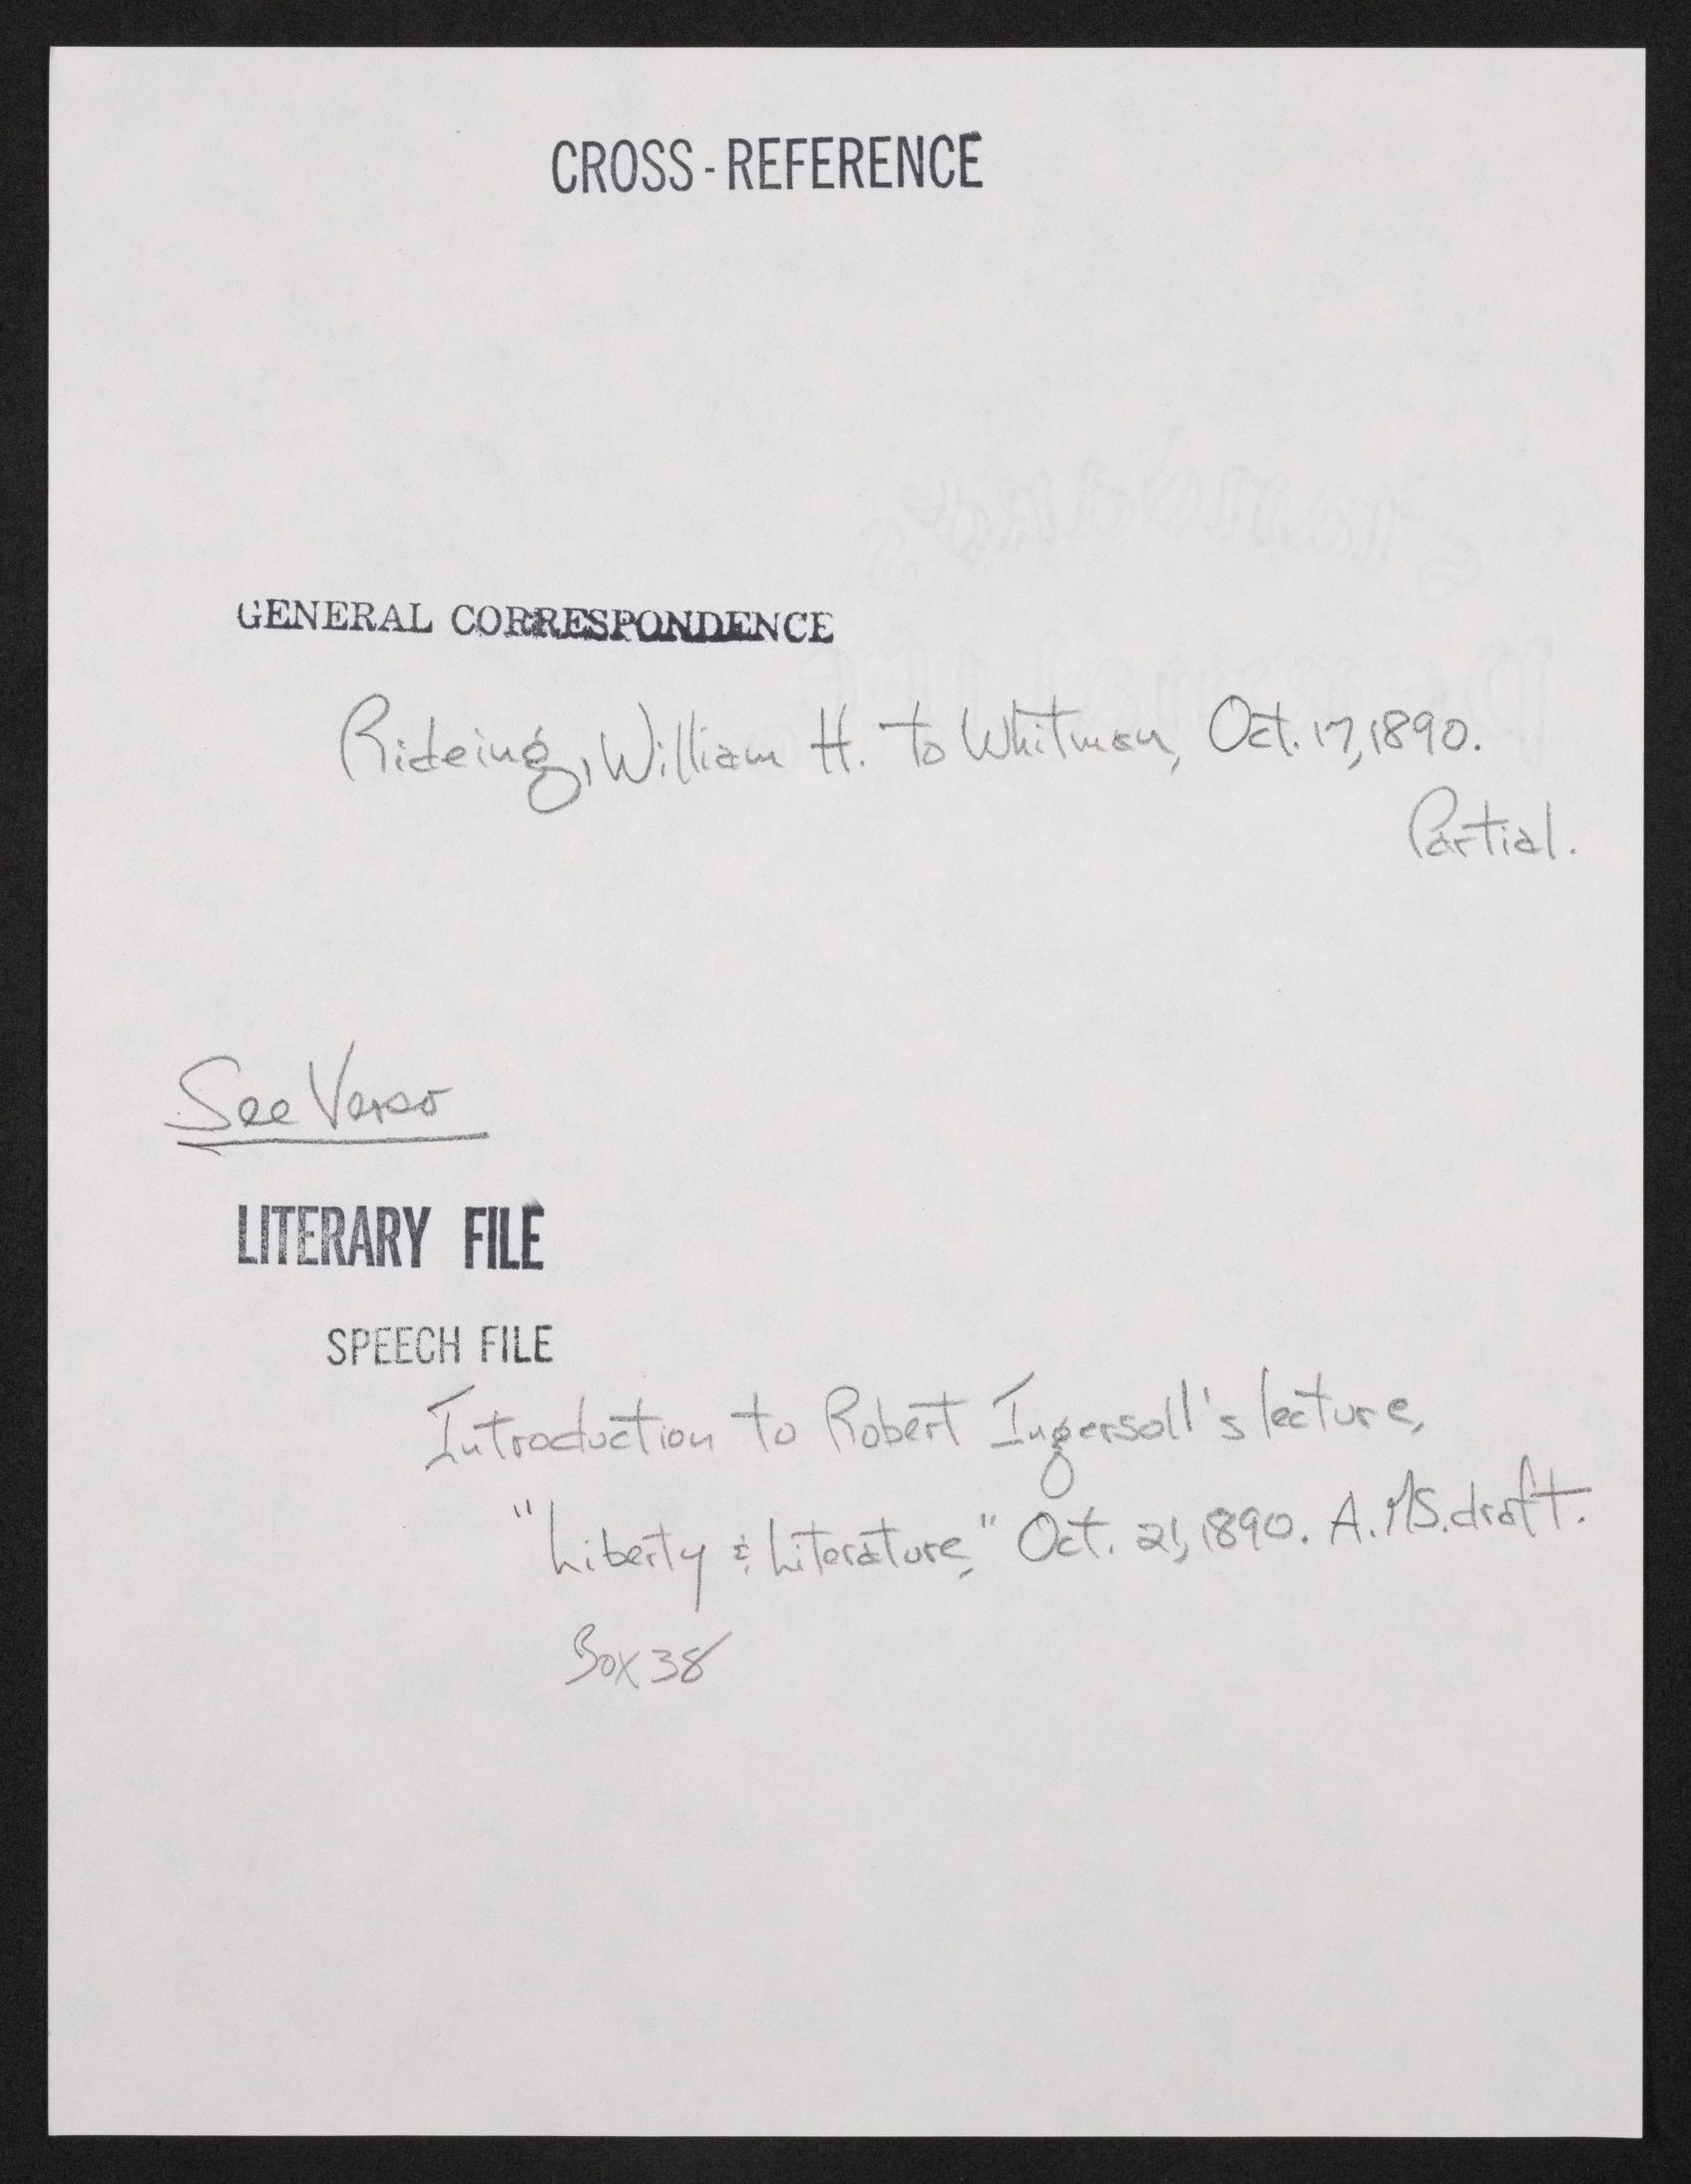 CROSS-REFERENCE
GENERAL CORRESPONDENCE
Rideing, William H. to Whitman, Oct. 17, 1890.
Partial.
See Verso
LITERARY FILE
SPEECH FILE
Introduction to Robert Ingersoll's lecture,
"Liberty & Literature," Oct. 21, 1890. A. MS. draft.
Box 38